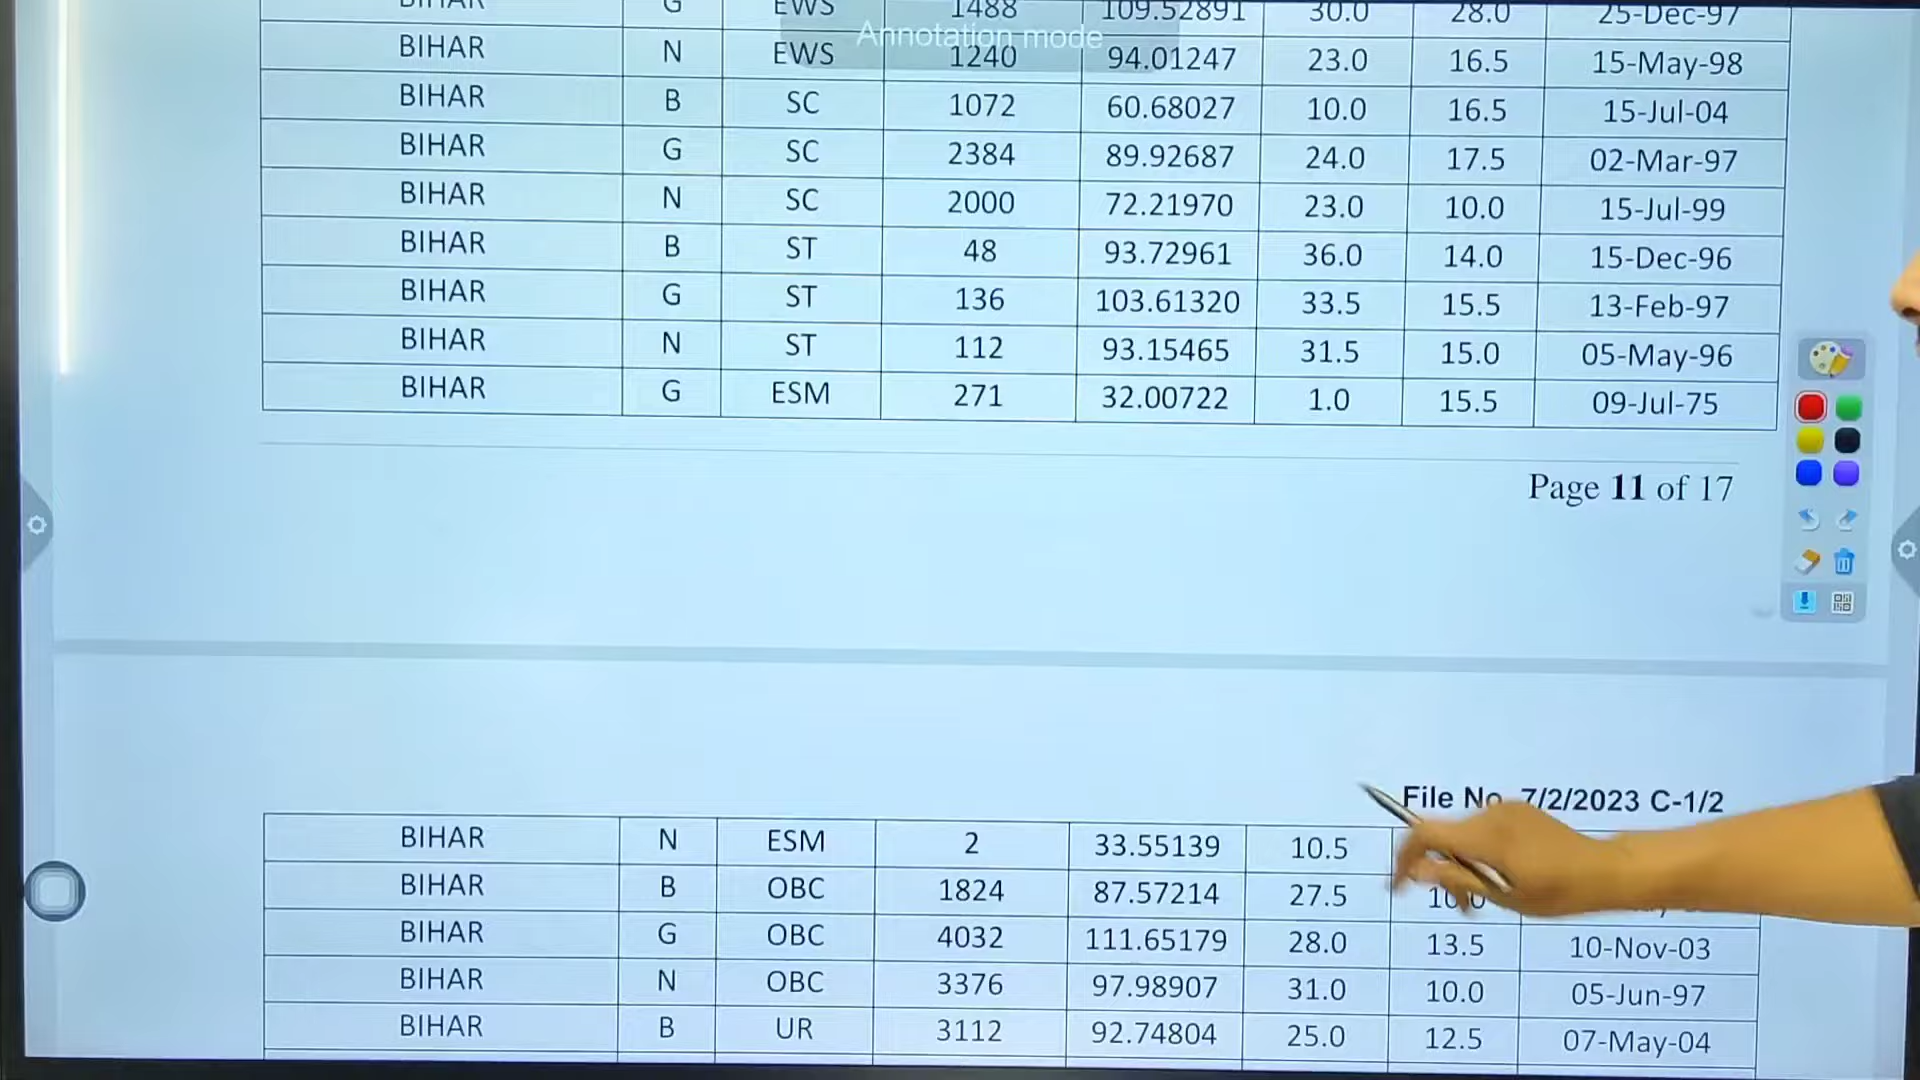 BIHAR G EWS 1488 109.52891 30.0 28.0 25-Dec-97
Annotation mode
BIHAR N EWS 1240 94.01247 23.0 16.5 15-May-98
BIHAR B SC 1072 60.68027 10.0 16.5 15-Jul-04
BIHAR G SC 2384 89.92687 24.0 17.5 02-Mar-97
BIHAR N SC 2000 72.21970 23.0 10.0 15-Jul-99
BIHAR B ST 48 93.72961 36.0 14.0 15-Dec-96
BIHAR G ST 136 103.61320 33.5 15.5 13-Feb-97
BIHAR N ST 112 93.15465 31.5 15.0 05-May-96
BIHAR G ESM 271 32.00722 1.0 15.5 09-Jul-75
Page 11 of 17
File No. 7/2/2023 C-1/2
BIHAR N ESM 2 33.55139 10.5
BIHAR B OBC 1824 87.57214 27.5 10.0
BIHAR G OBC 4032 111.65179 28.0 13.5 10-Nov-03
BIHAR N OBC 3376 97.98907 31.0 10.0 05-Jun-97
BIHAR B UR 3112 92.74804 25.0 12.5 07-May-04